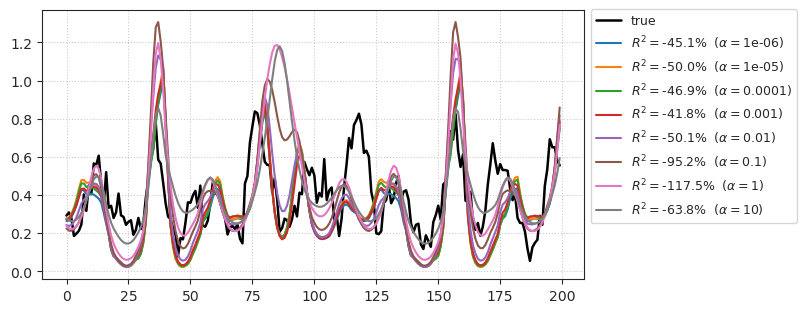 1.2
1.0
0.8
0.6
0.4
0.2
0.0
0 25 50 75 100 125 150 175 200
true
R² = -45.1% (α = 1e-06)
R² = -50.0% (α = 1e-05)
R² = -46.9% (α = 0.0001)
R² = -41.8% (α = 0.001)
R² = -50.1% (α = 0.01)
R² = -95.2% (α = 0.1)
R² = -117.5% (α = 1)
R² = -63.8% (α = 10)